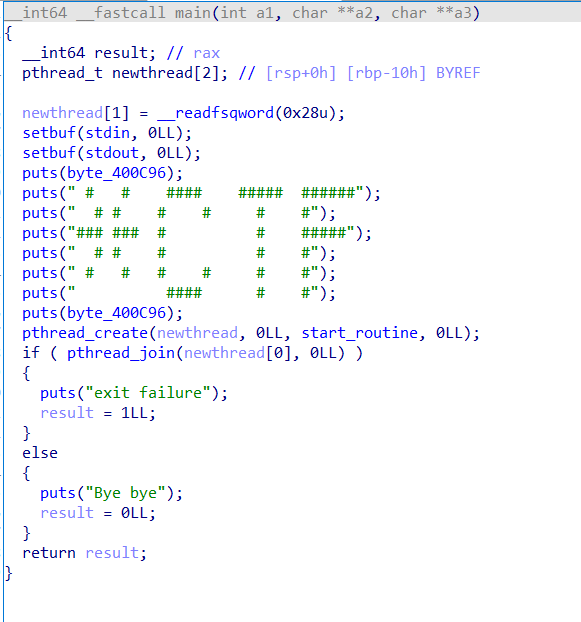 __int64 __fastcall main(int a1, char **a2, char **a3)
{
  __int64 result; // rax
  pthread_t newthread[2]; // [rsp+0h] [rbp-10h] BYREF

  newthread[1] = __readfsqword(0x28u);
  setbuf(stdin, 0LL);
  setbuf(stdout, 0LL);
  puts(byte_400C96);
  puts(" #   #    ####    #####  ######");
  puts("  # #    #    #     #    #");
  puts("### ###  #          #    #####");
  puts("  # #    #          #    #");
  puts(" #   #   #    #     #    #");
  puts("          ####      #    #");
  puts(byte_400C96);
  pthread_create(newthread, 0LL, start_routine, 0LL);
  if ( pthread_join(newthread[0], 0LL) )
  {
    puts("exit failure");
    result = 1LL;
  }
  else
  {
    puts("Bye bye");
    result = 0LL;
  }
  return result;
}